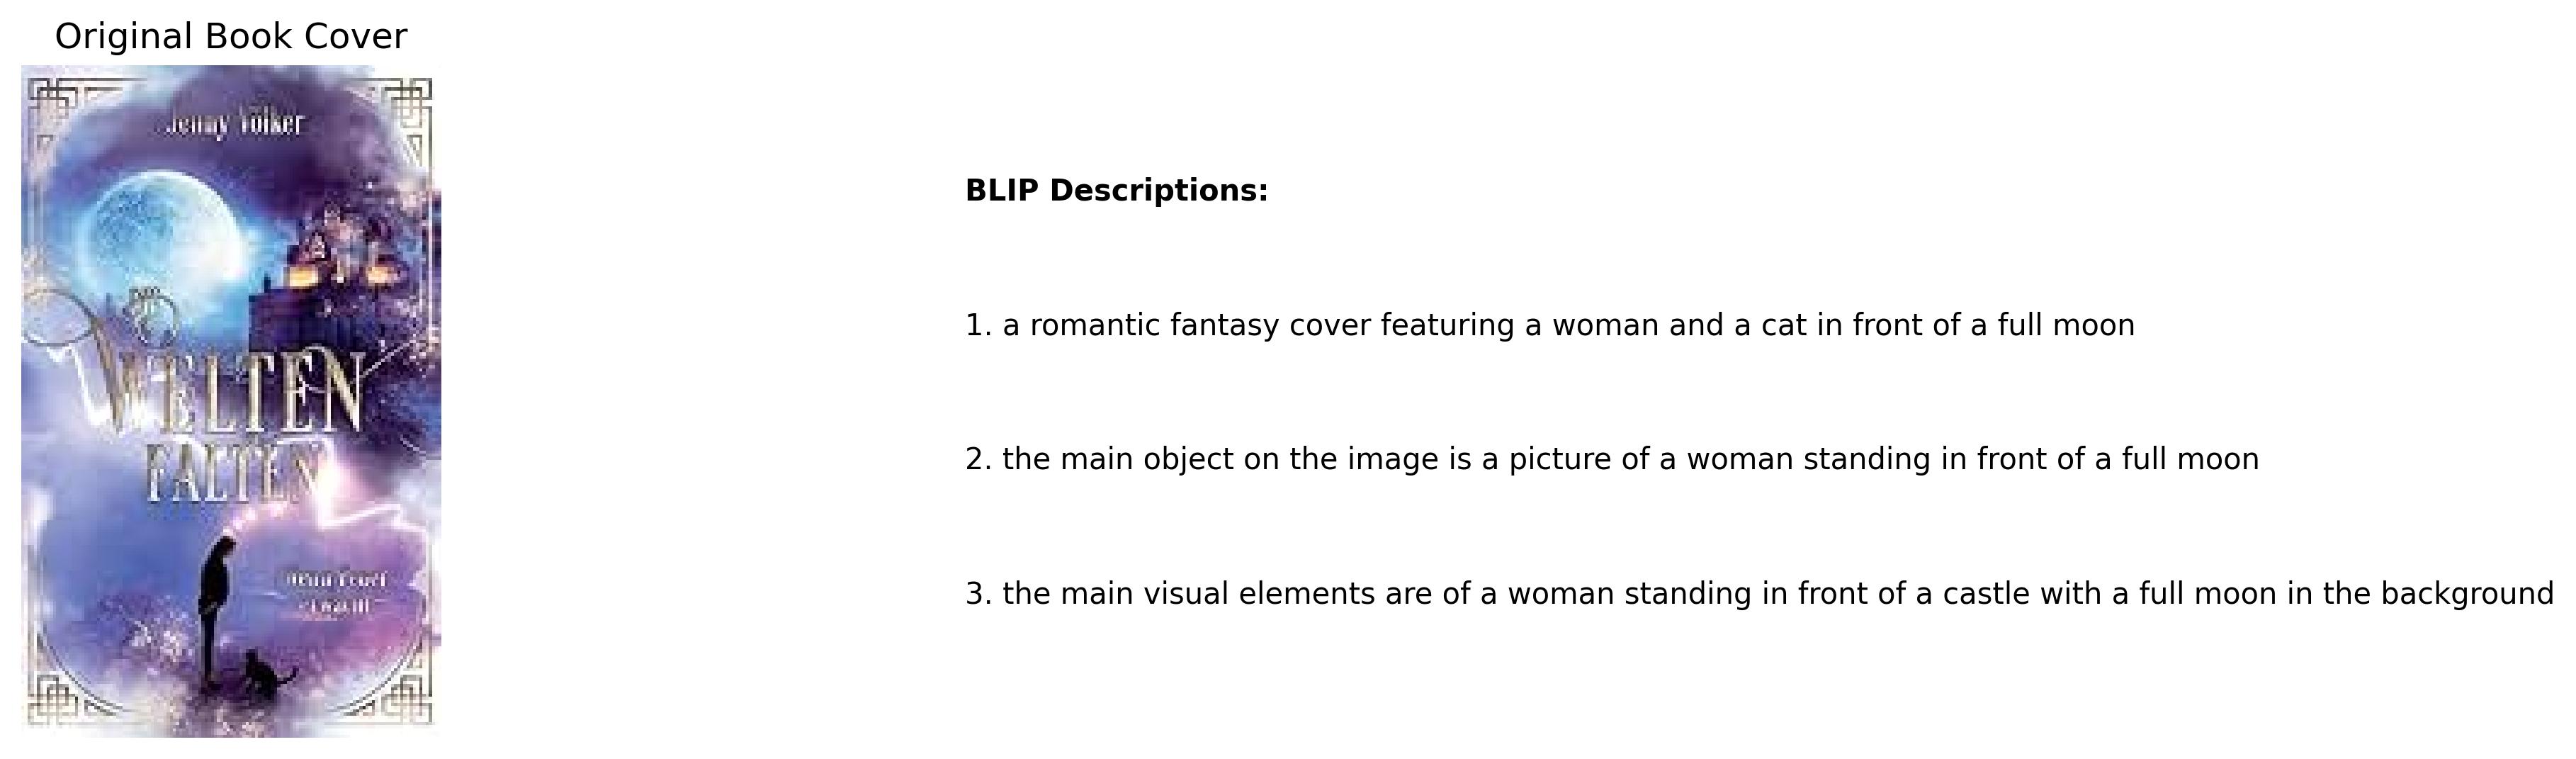 Original Book Cover
Jenny Völker
WELTEN
FALTEN
BLIP Descriptions:
1. a romantic fantasy cover featuring a woman and a cat in front of a full moon
2. the main object on the image is a picture of a woman standing in front of a full moon
3. the main visual elements are of a woman standing in front of a castle with a full moon in the background